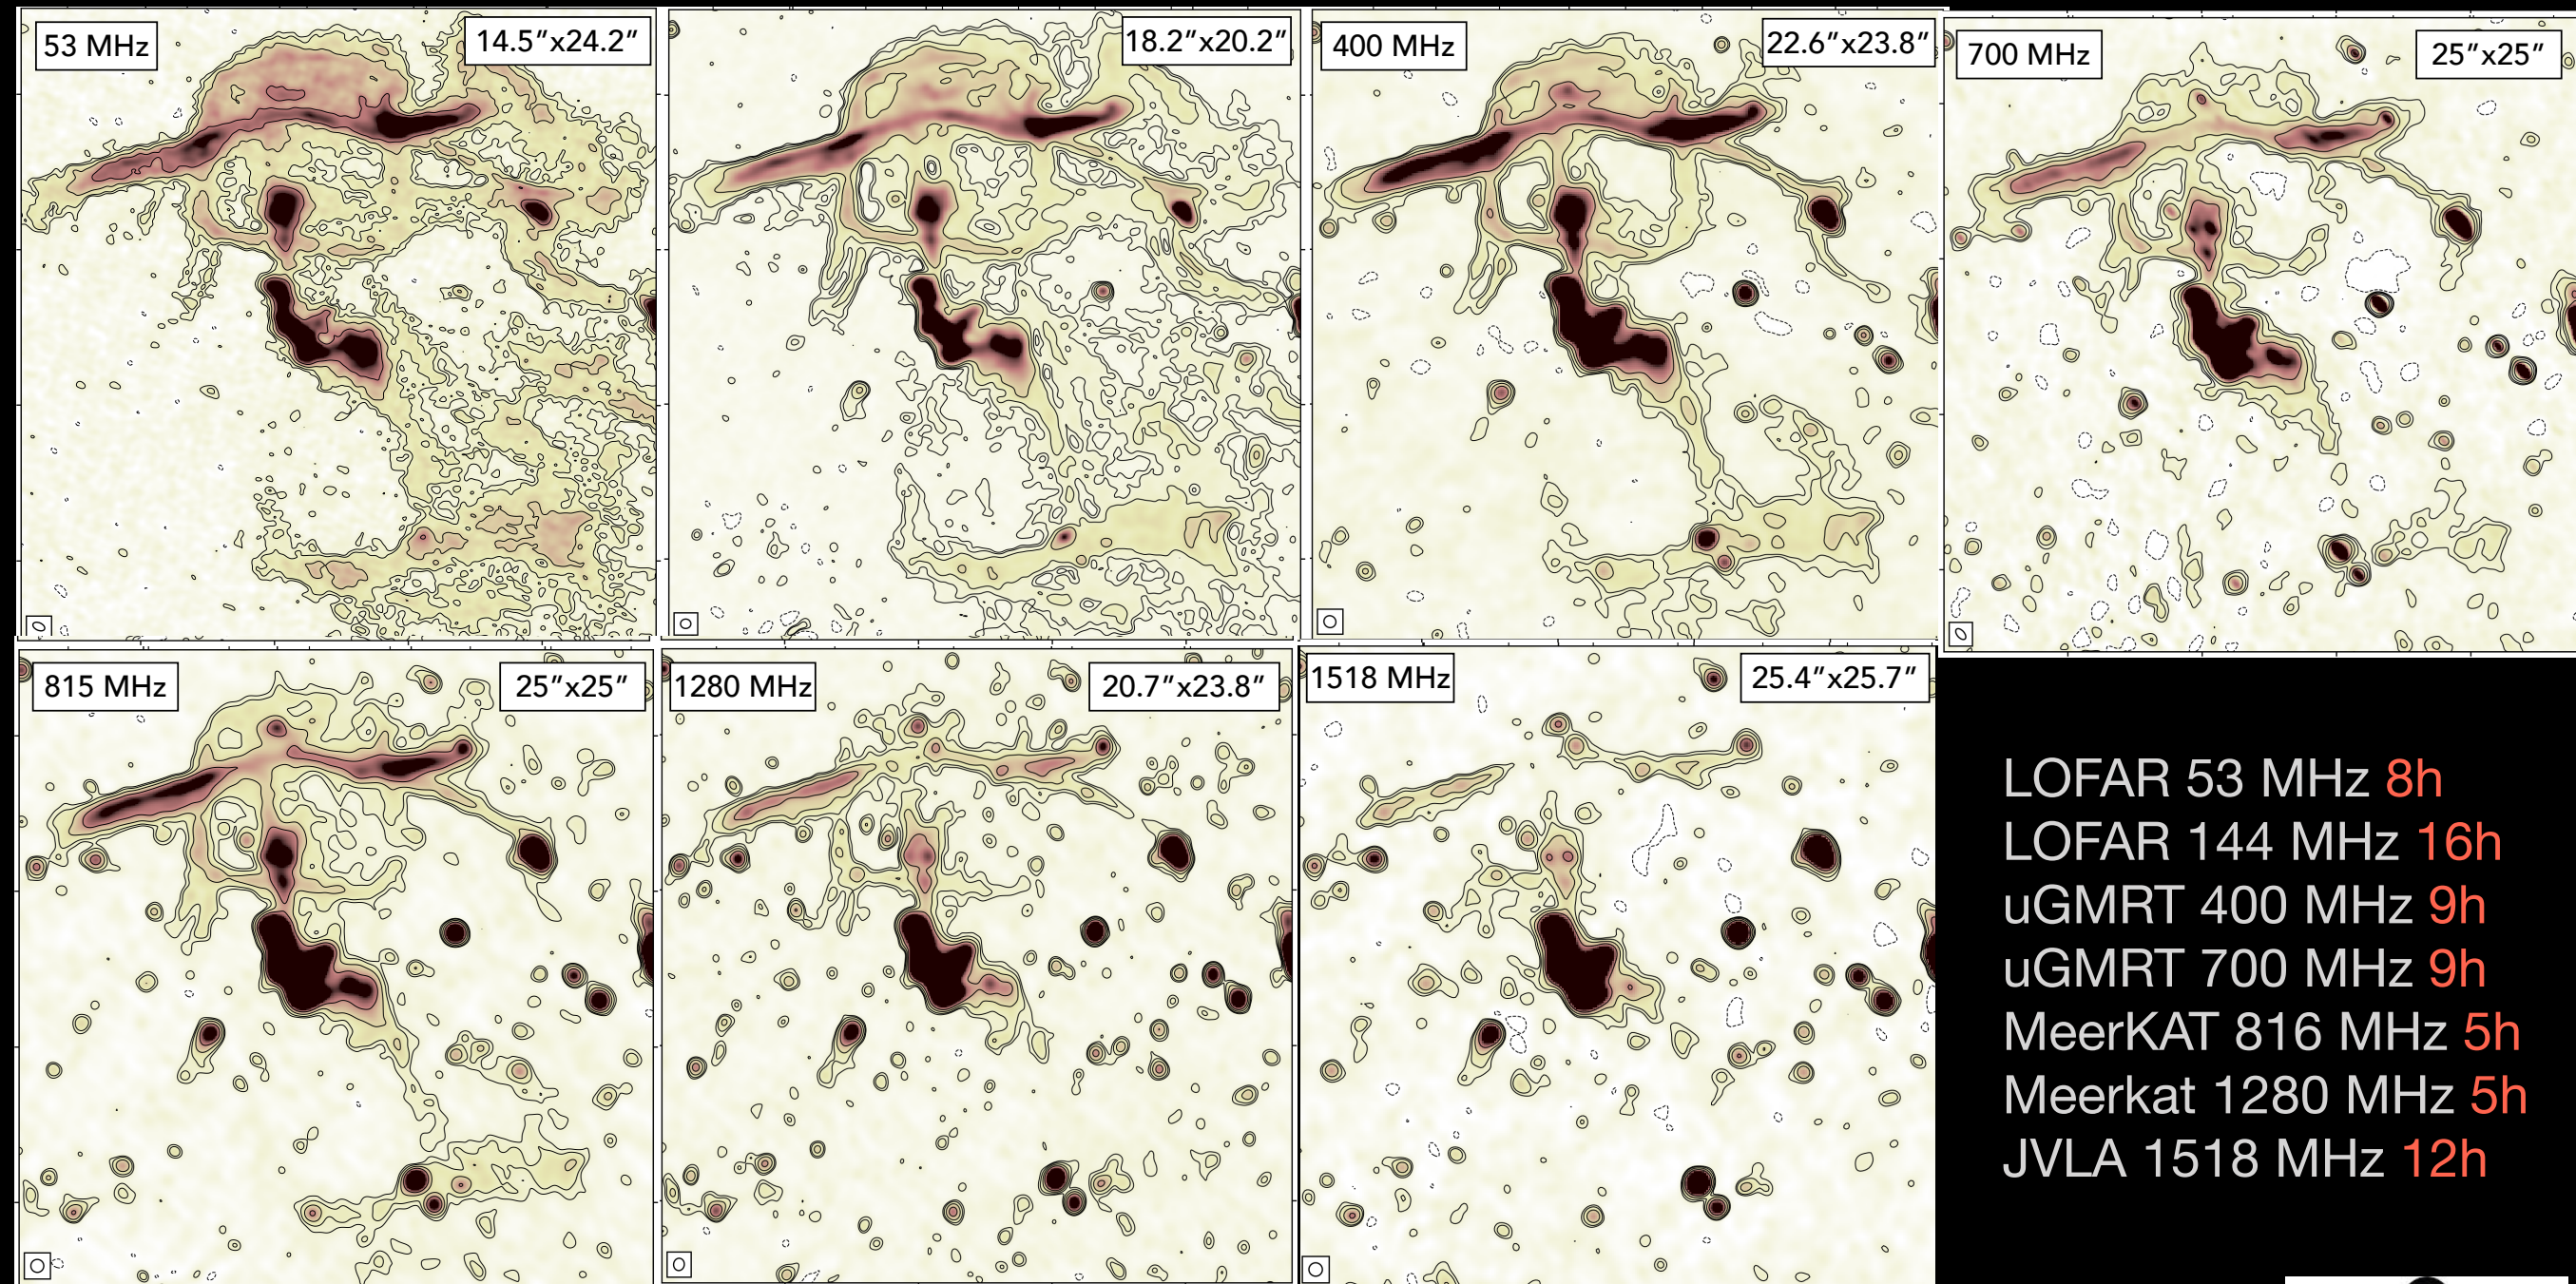 53 MHz
14.5″x24.2″
18.2″x20.2″
400 MHz
22.6″x23.8″
700 MHz
25″x25″
815 MHz
25″x25″
1280 MHz
20.7″x23.8″
1518 MHz
25.4″x25.7″
LOFAR 53 MHz 8h
LOFAR 144 MHz 16h
uGMRT 400 MHz 9h
uGMRT 700 MHz 9h
MeerKAT 816 MHz 5h
Meerkat 1280 MHz 5h
JVLA 1518 MHz 12h